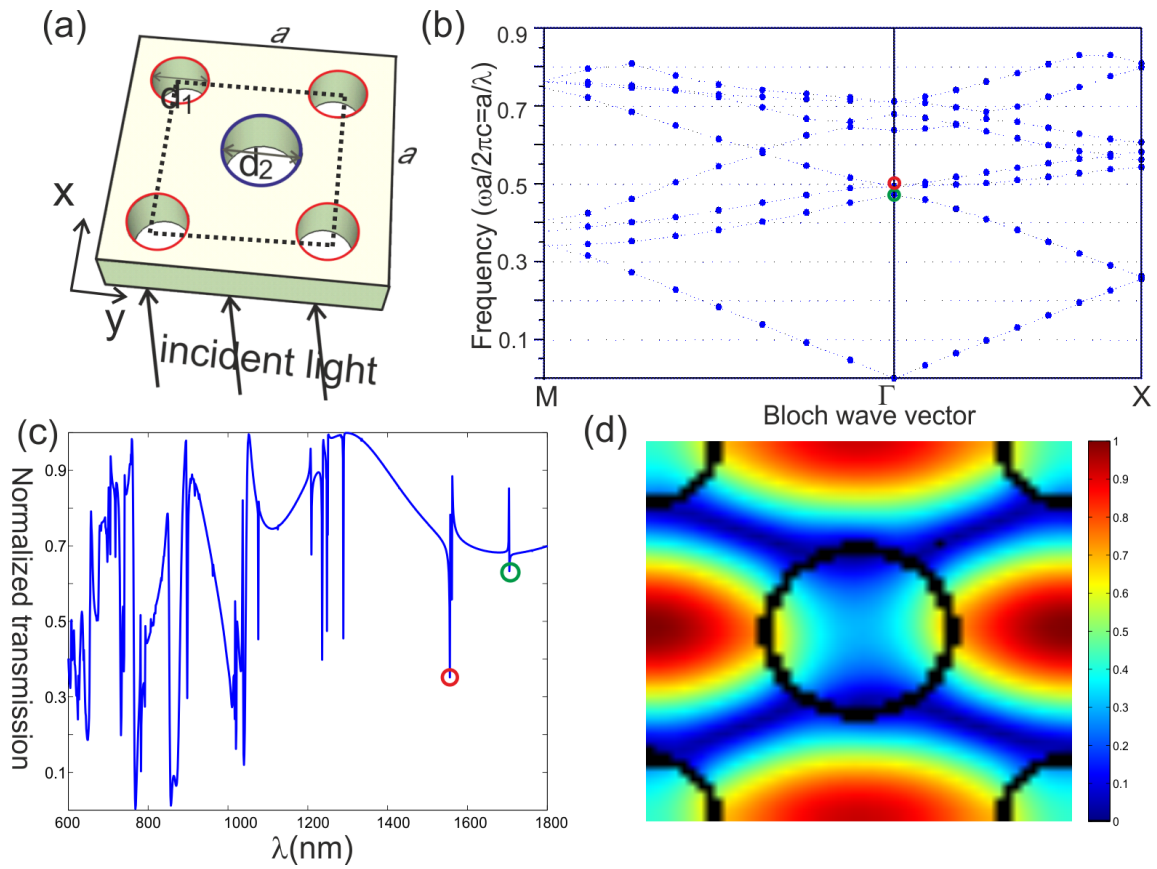 (a)
a
a
d1
d2
x
y
incident light
(b)
Frequency (ωa/2πc=a/λ)
0.9
0.7
0.5
0.3
0.1
M
Γ
X
Bloch wave vector
(c)
Normalized transmission
0.9
0.7
0.5
0.3
0.1
600
800
1000
1200
1400
1600
1800
λ(nm)
(d)
1
0.9
0.8
0.7
0.6
0.5
0.4
0.3
0.2
0.1
0